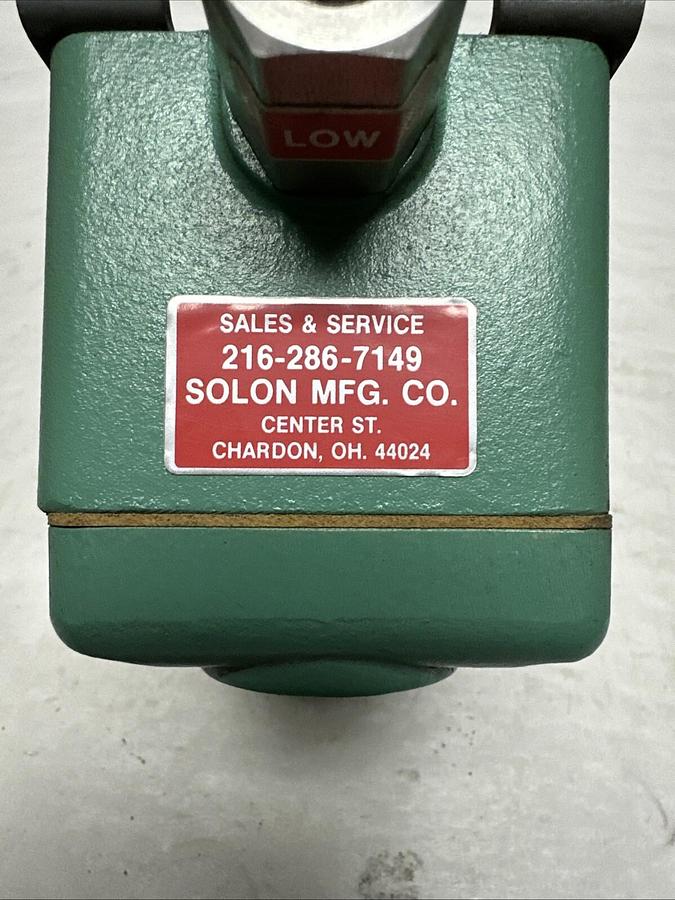 LOW
SALES & SERVICE
216-286-7149
SOLON MFG. CO.
CENTER ST.
CHARDON, OH. 44024